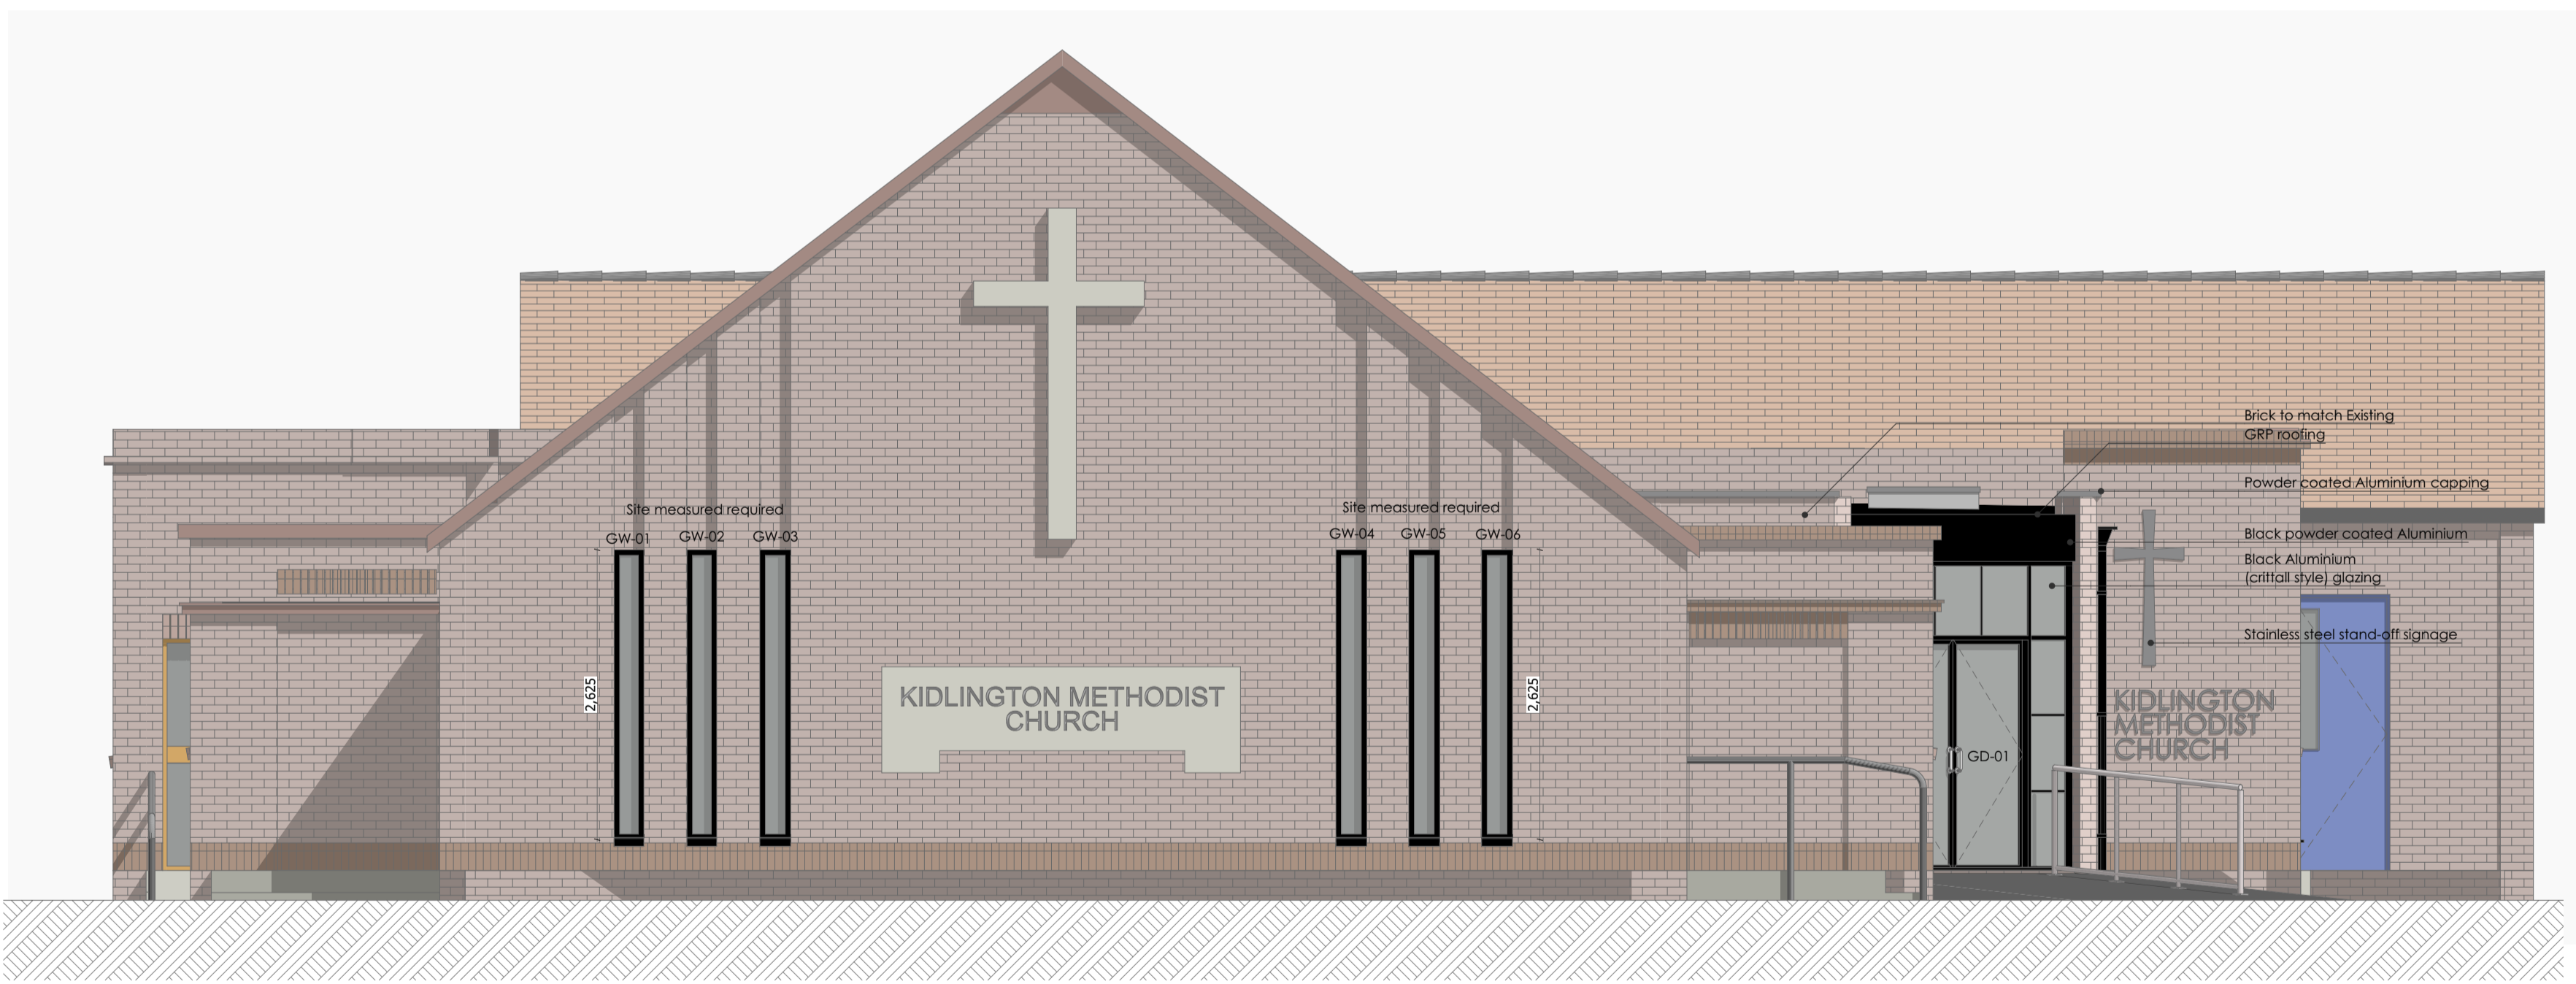 Brick to match Existing
GRP roofing
Powder coated Aluminium capping
Site measured required
Site measured required
GW-01
GW-02
GW-03
GW-04
GW-05
GW-06
Black powder coated Aluminium
Black Aluminium
(crittall style) glazing
Stainless steel stand-off signage
2,625
2,625
KIDLINGTON METHODIST
CHURCH
KIDLINGTON
METHODIST
CHURCH
GD-01